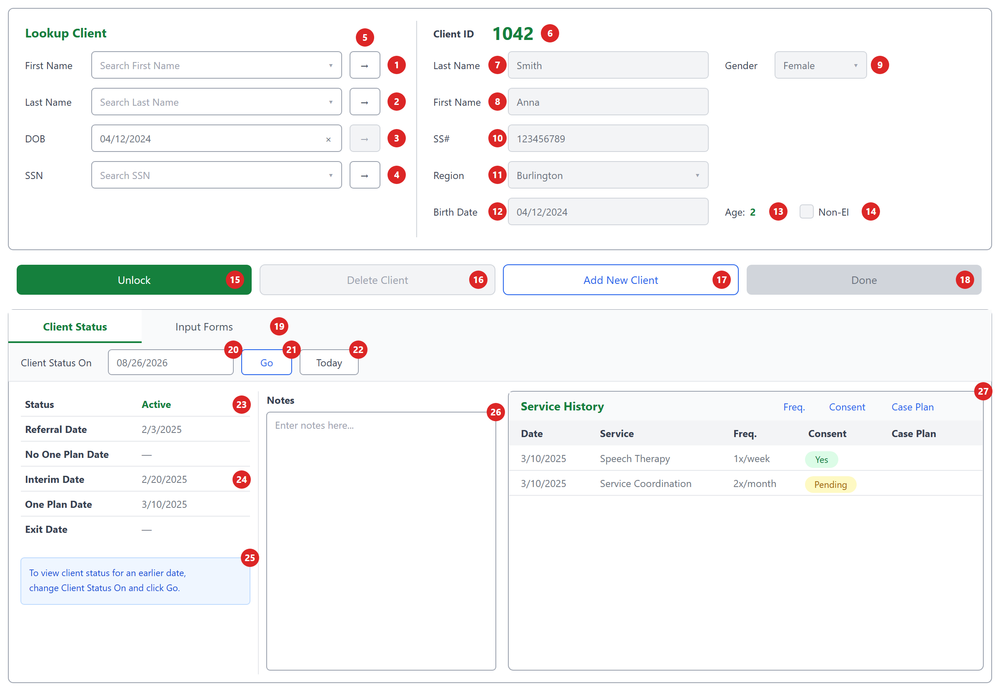 Lookup Client
5
First Name Search First Name ▾ → 1
Last Name Search Last Name ▾ → 2
DOB 04/12/2024 × → 3
SSN Search SSN ▾ → 4
Client ID 1042 6
Last Name 7 Smith Gender Female ▾ 9
First Name 8 Anna
SS# 10 123456789
Region 11 Burlington ▾
Birth Date 12 04/12/2024 Age: 2 13 Non-EI 14
Unlock 15 Delete Client 16 Add New Client 17 Done 18
Client Status Input Forms 19
Client Status On 08/26/2026 20 Go 21 Today 22
Status Active 23
Referral Date 2/3/2025
No One Plan Date —
Interim Date 2/20/2025 24
One Plan Date 3/10/2025
Exit Date —
25
To view client status for an earlier date,
change Client Status On and click Go.
Notes
26
Enter notes here...
27
Service History Freq. Consent Case Plan
Date Service Freq. Consent Case Plan
3/10/2025 Speech Therapy 1x/week Yes
3/10/2025 Service Coordination 2x/month Pending